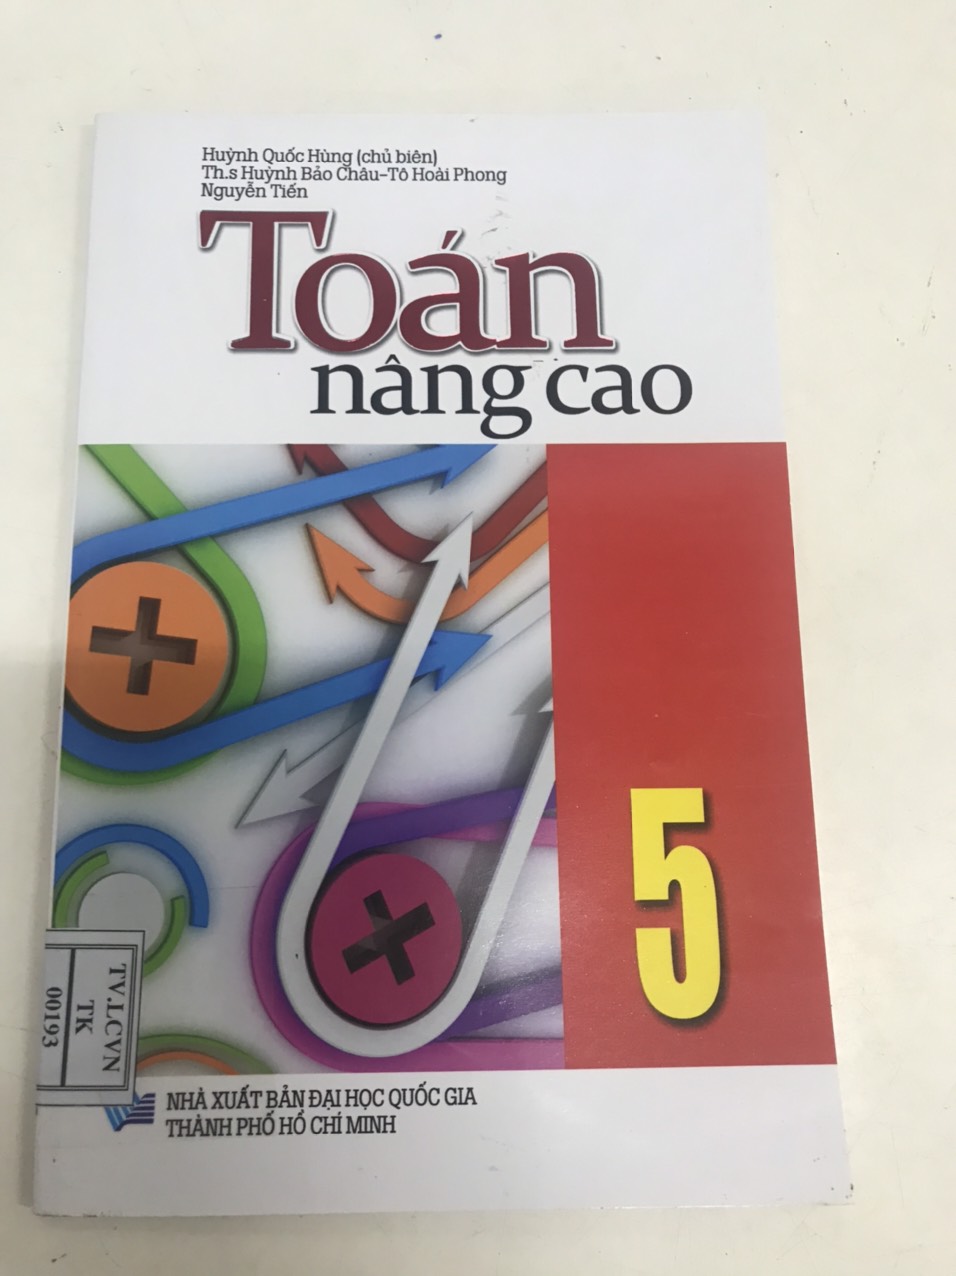 Huỳnh Quốc Hùng (chủ biên)
Th.s Huỳnh Bảo Châu-Tô Hoài Phong
Nguyễn Tiến
Toán
nâng cao
5
TV.LCVN
TK
00193
NHÀ XUẤT BẢN ĐẠI HỌC QUỐC GIA
THÀNH PHỐ HỒ CHÍ MINH